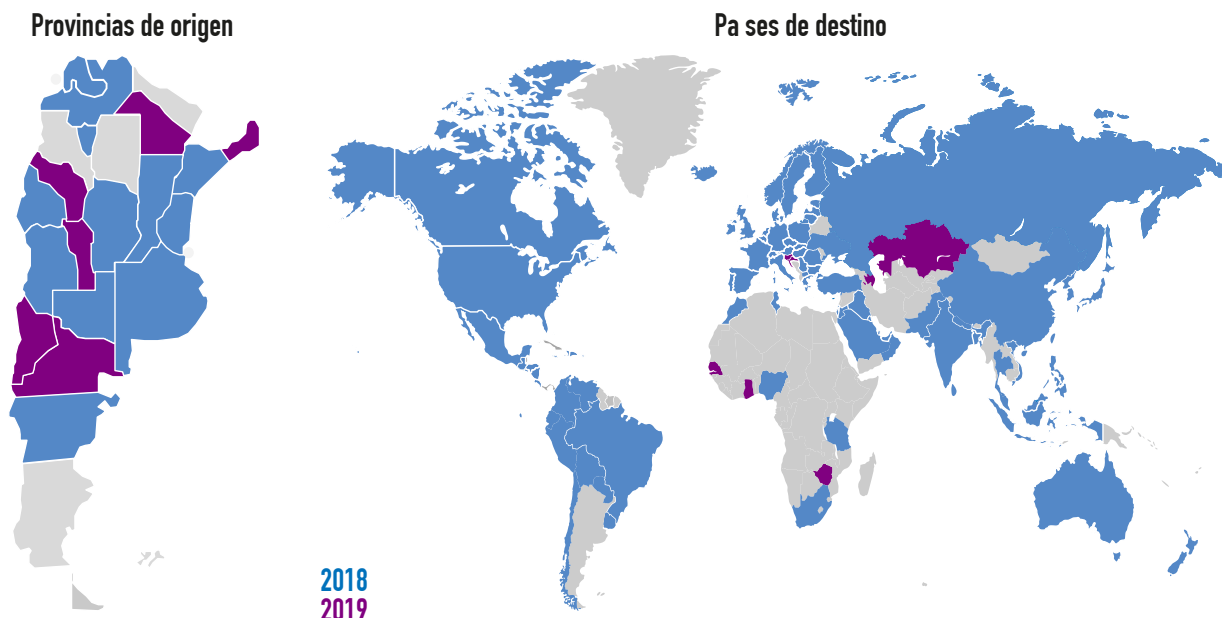 Provincias de origen
Pa ses de destino
2018
2019